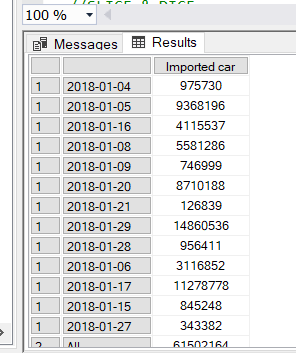 //SLICE & DICE
100 %
Messages Results
Imported car
1 2018-01-04 975730
1 2018-01-05 9368196
1 2018-01-16 4115537
1 2018-01-08 5581286
1 2018-01-09 746999
1 2018-01-20 8710188
1 2018-01-21 126839
1 2018-01-29 14860536
1 2018-01-28 956411
1 2018-01-06 3116852
1 2018-01-17 11278778
1 2018-01-15 845248
1 2018-01-27 343382
2 All 61502164